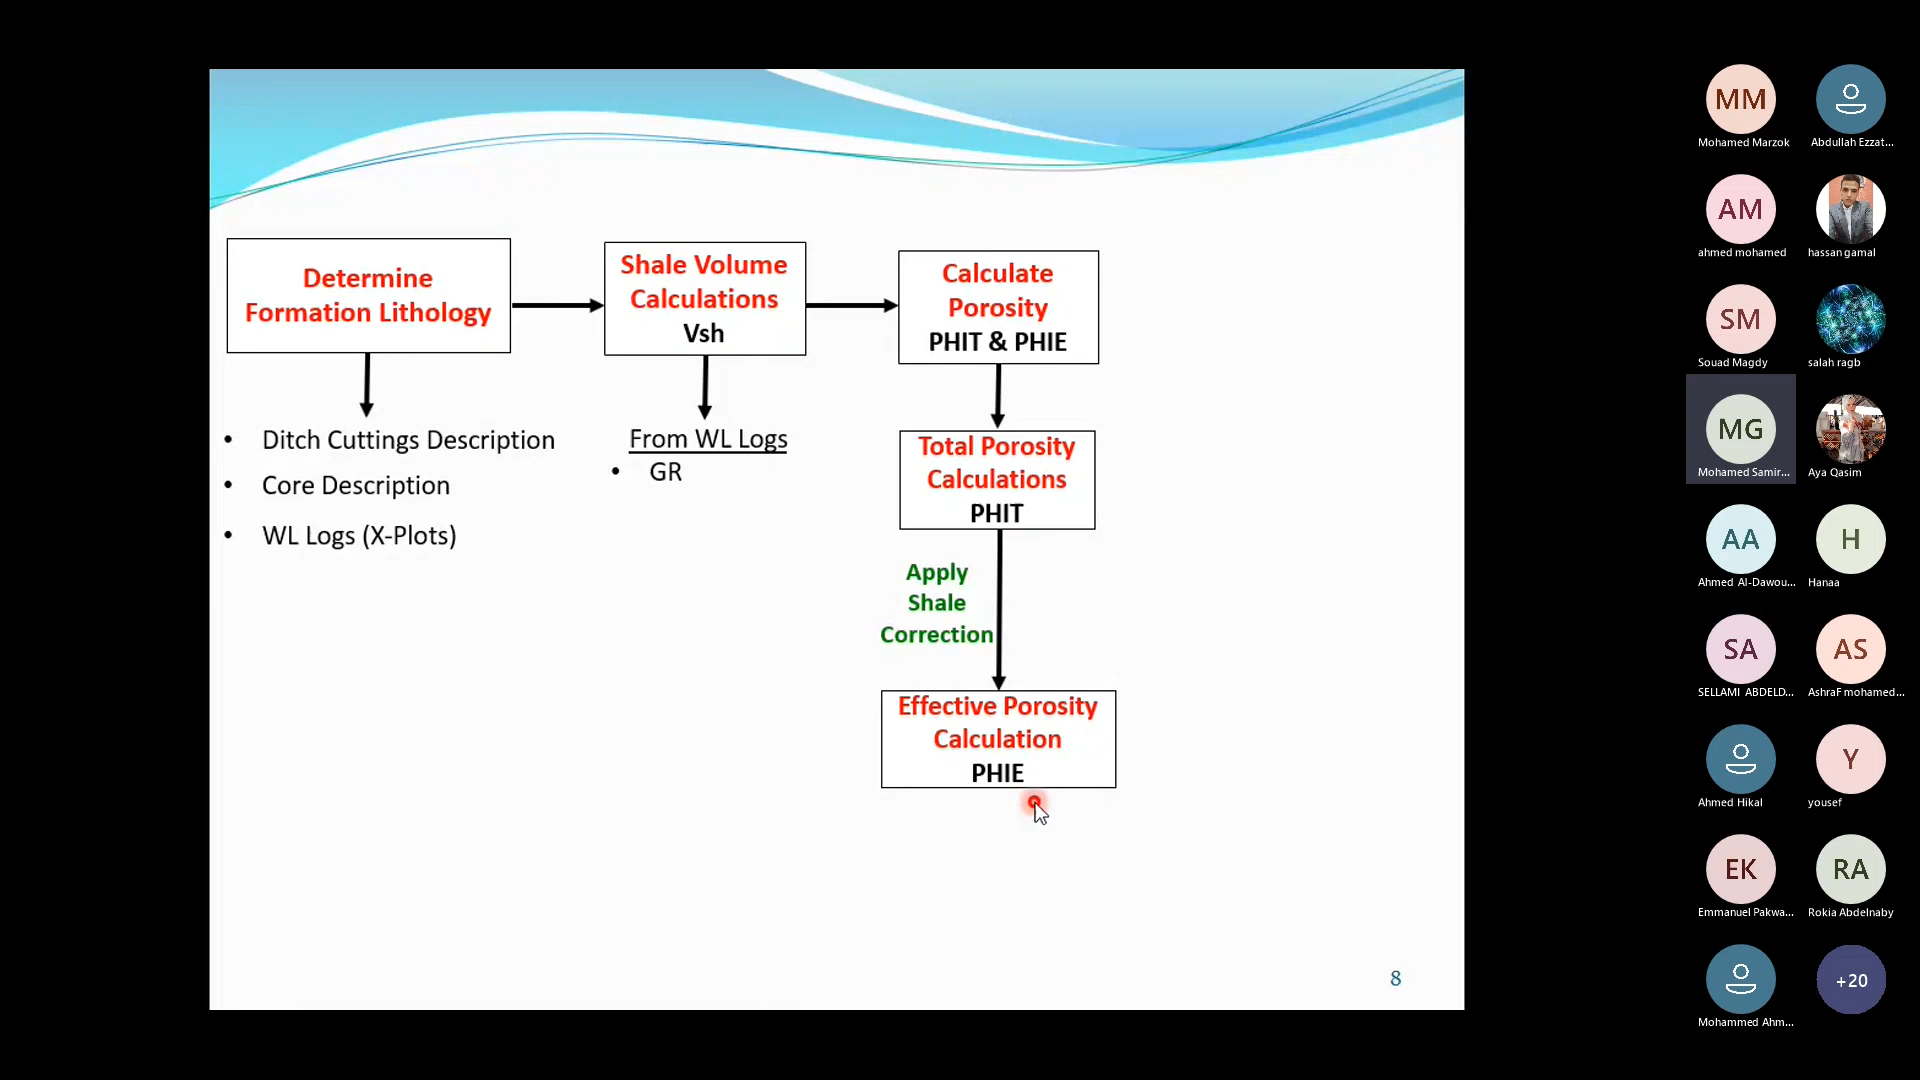 Determine
Formation Lithology
Shale Volume
Calculations
Vsh
Calculate
Porosity
PHIT & PHIE
• Ditch Cuttings Description
• Core Description
• WL Logs (X-Plots)
From WL Logs
• GR
Total Porosity
Calculations
PHIT
Apply
Shale
Correction
Effective Porosity
Calculation
PHIE
8
MM
Mohamed Marzok
Abdullah Ezzat...
AM
ahmed mohamed
hassan gamal
SM
Souad Magdy
salah ragb
MG
Mohamed Samir...
Aya Qasim
AA
Ahmed Al-Dawou...
H
Hanaa
SA
SELLAMI ABDELD...
AS
AshraF mohamed...
Ahmed Hikal
Y
yousef
EK
Emmanuel Pakwa...
RA
Rokia Abdelnaby
Mohammed Ahm...
+20